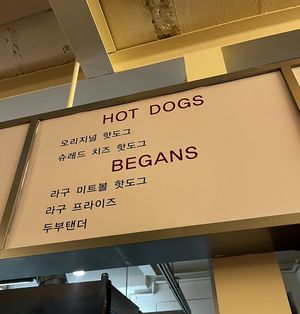 HOT DOGS
오리지널 핫도그
슈레드 치즈 핫도그
BEGANS
라구 미트볼 핫도그
라구 프라이즈
두부탠더